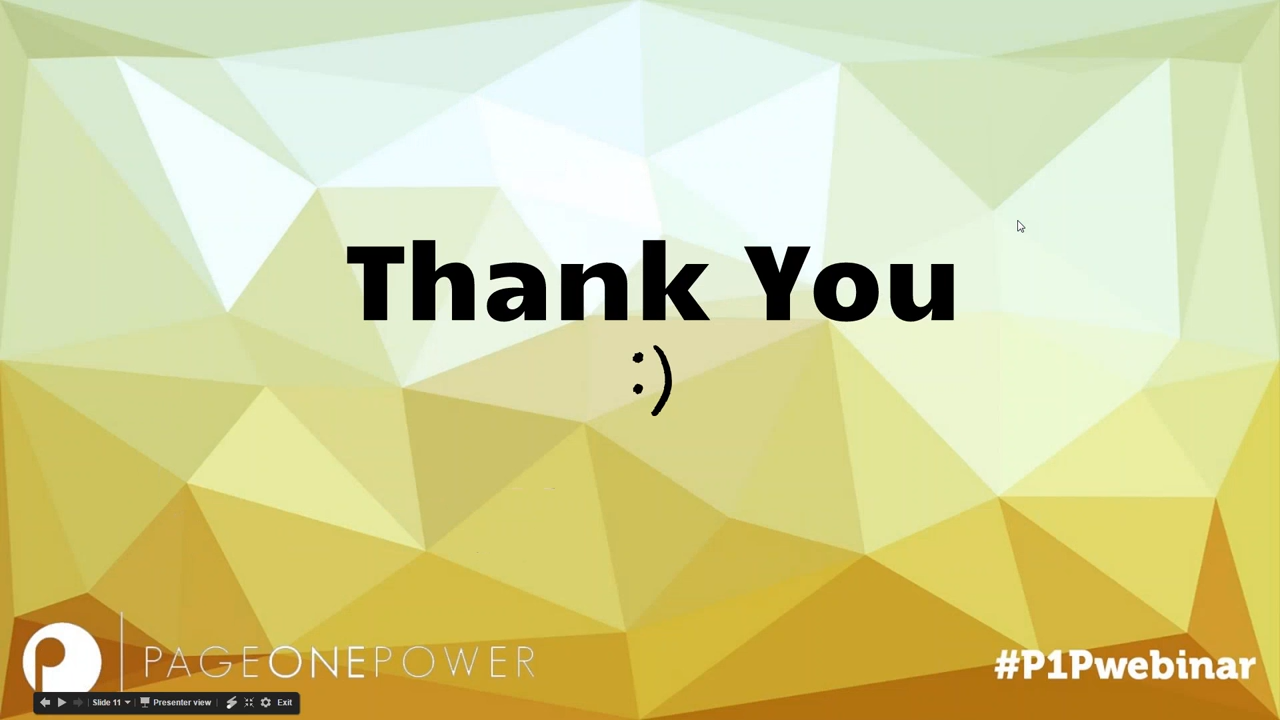 Thank You
:)
PAGEONEPOWER
#P1Pwebinar
Slide 11
Presenter view
Exit